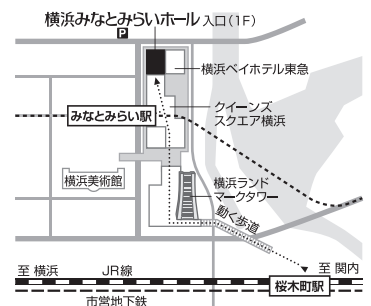 横浜みなとみらいホール 入口(1F)
P
横浜ベイホテル東急
みなとみらい駅
クイーンズ
スクエア横浜
横浜美術館
横浜ランド
マークタワー
動く歩道
至 横浜
JR線
至 関内
桜木町駅
市営地下鉄